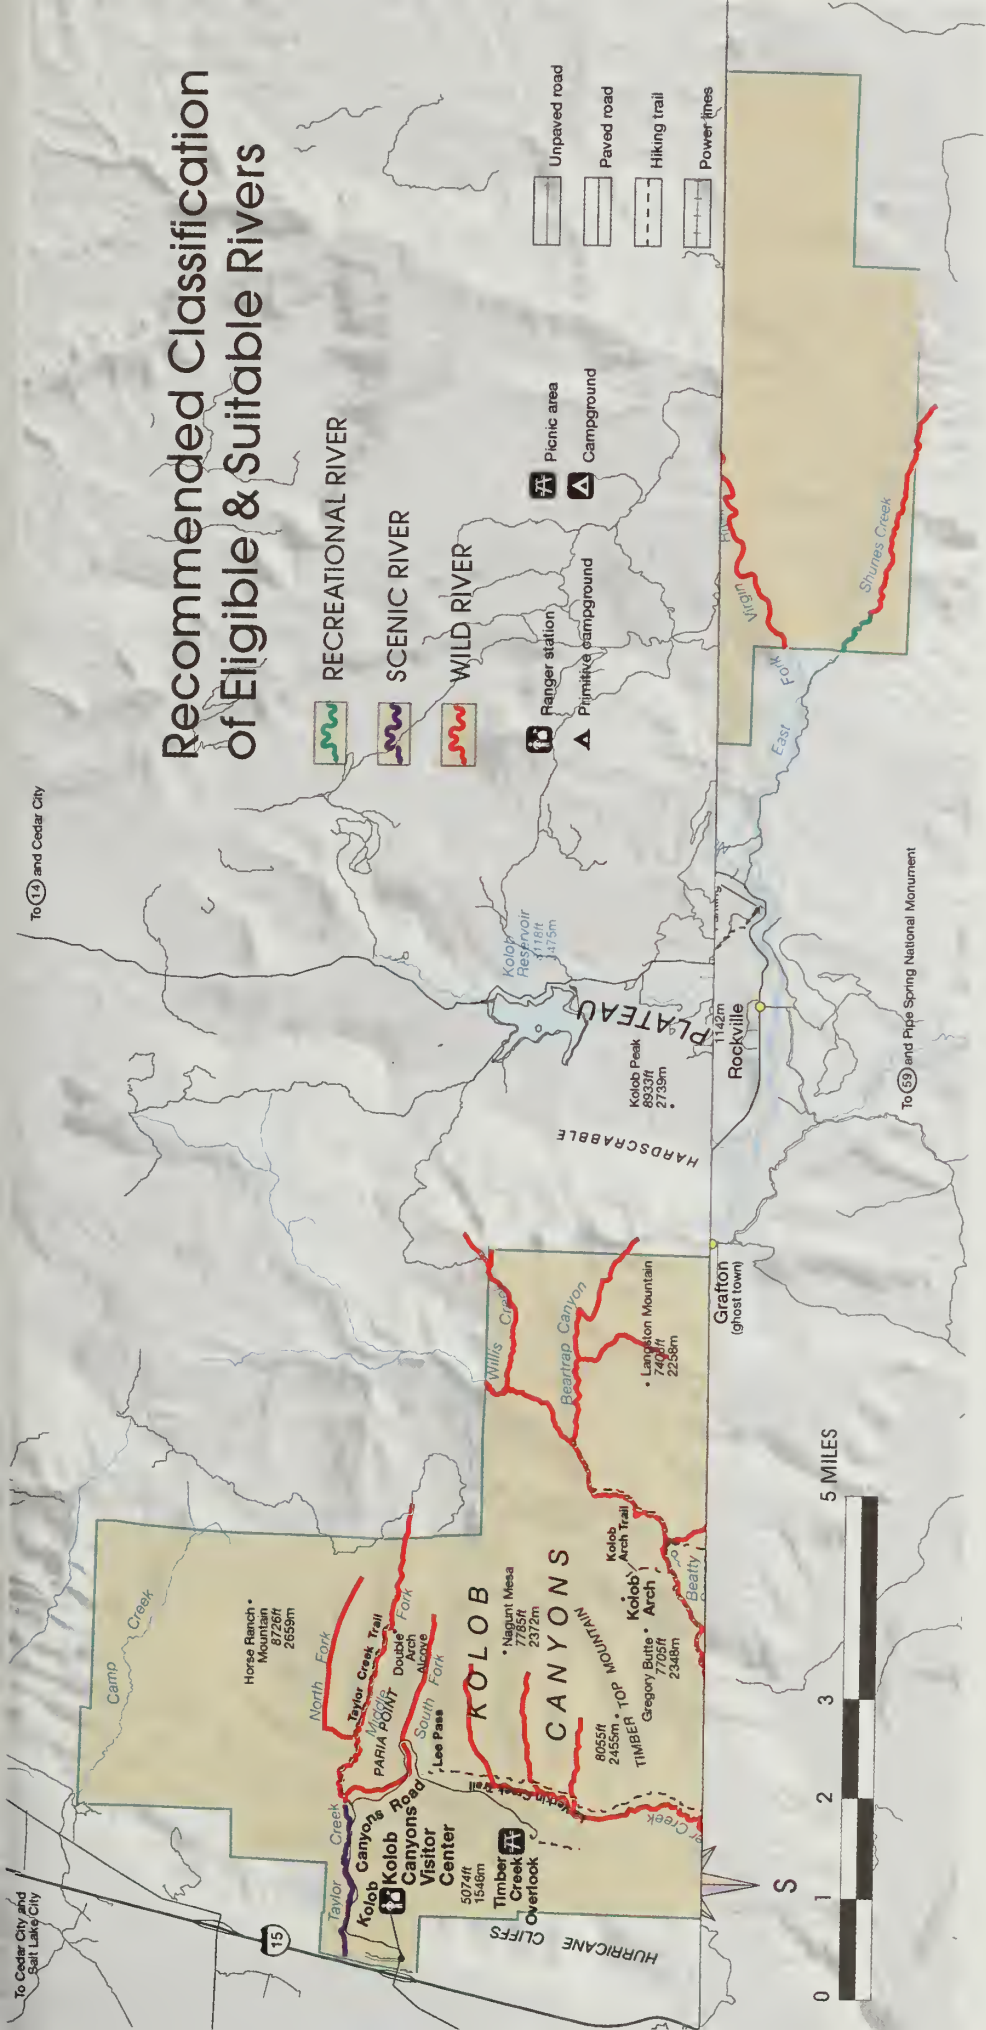 Recommended Classification
of Eligible & Suitable Rivers
RECREATIONAL RIVER
SCENIC RIVER
WILD RIVER
Ranger station
Picnic area
Primitive campground
Campground
Unpaved road
Paved road
Hiking trail
Power lines
To 14 and Cedar City
To Cedar City and
Salt Lake City
15
Camp
Creek
Horse Ranch
Mountain
8726ft
2659m
North Fork
Taylor Creek Trail
Middle
Fork
Double
Arch
Alcove
PARIA POINT
South Fork
Lee Pass
Taylor Creek
Kolob Canyons Road
Kolob
Canyons
Visitor
Center
5074ft
1546m
Timber
Creek
Overlook
HURRICANE CLIFFS
KOLOB
CANYONS
Nagunt Mesa
7785ft
2372m
8055ft
2455m
TIMBER TOP MOUNTAIN
Gregory Butte
7705ft
2348m
Kolob
Arch
Kolob
Arch Trail
Beatty
Creek
Willis
Beartrap Canyon
Langston Mountain
2258m
HARDSCRABBLE
Kolob Peak
8933ft
2739m
PLATEAU
Kolob
Reservoir
1142m
Rockville
Grafton
(ghost town)
To 59 and Pipe Spring National Monument
East Fork
Virgin
Shunes Creek
S
0 1 2 3 5 MILES